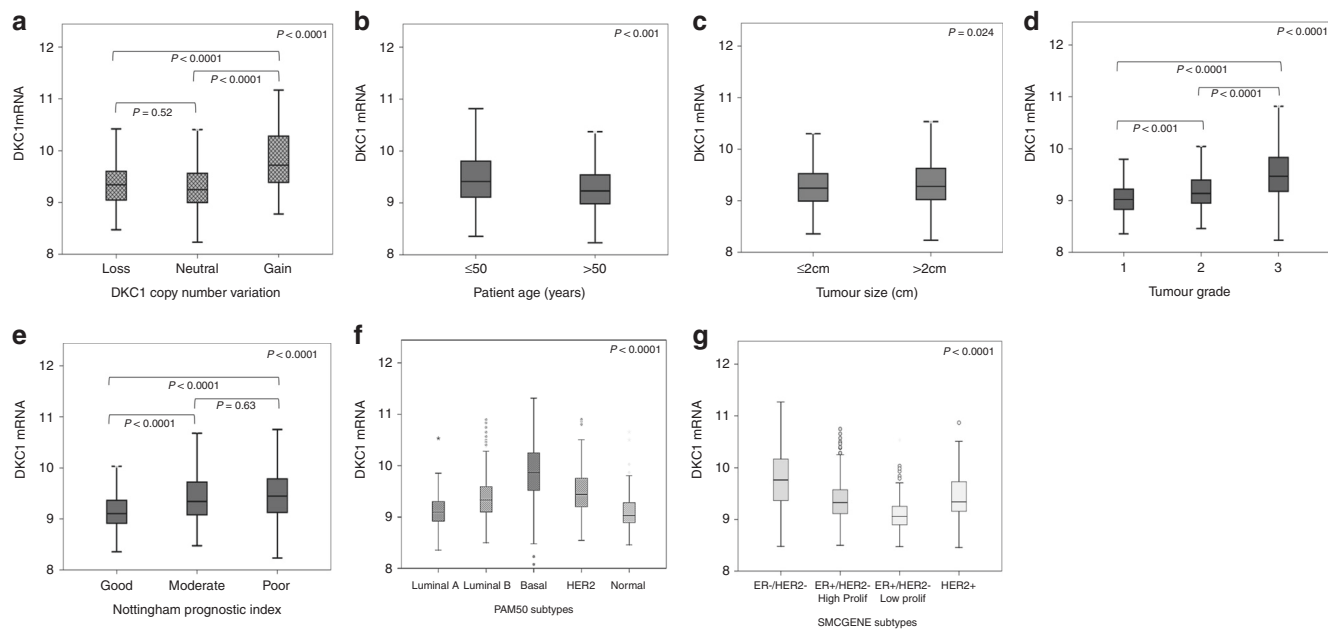 a
P < 0.0001
P < 0.0001
P < 0.0001
P = 0.52
DKC1mRNA
12
11
10
9
8
Loss Neutral Gain
DKC1 copy number variation
b
P < 0.001
DKC1 mRNA
12
11
10
9
8
≤50 >50
Patient age (years)
c
P = 0.024
DKC1 mRNA
12
11
10
9
8
≤2cm >2cm
Tumour size (cm)
d
P < 0.0001
P < 0.0001
P < 0.0001
P < 0.001
DKC1 mRNA
12
11
10
9
8
1 2 3
Tumour grade
e
P < 0.0001
P < 0.0001
P = 0.63
P < 0.0001
DKC1 mRNA
12
11
10
9
8
Good Moderate Poor
Nottingham prognostic index
f
P < 0.0001
DKC1 mRNA
12
11
10
9
8
Luminal A Luminal B Basal HER2 Normal
PAM50 subtypes
g
P < 0.0001
DKC1 mRNA
12
11
10
9
8
ER-/HER2- ER+/HER2- ER+/HER2- HER2+
High Prolif Low prolif
SMCGENE subtypes